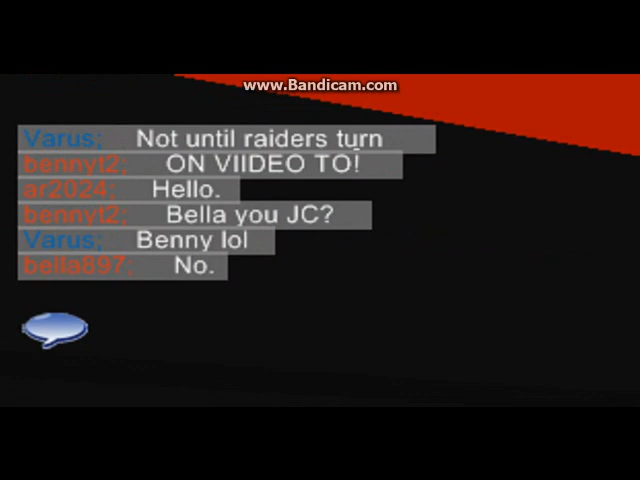 www.Bandicam.com
Varus; Not until raiders turn
bennyt2; ON VIIDEO TO!
ar2024; Hello.
bennyt2; Bella you JC?
Varus; Benny lol
bella897; No.